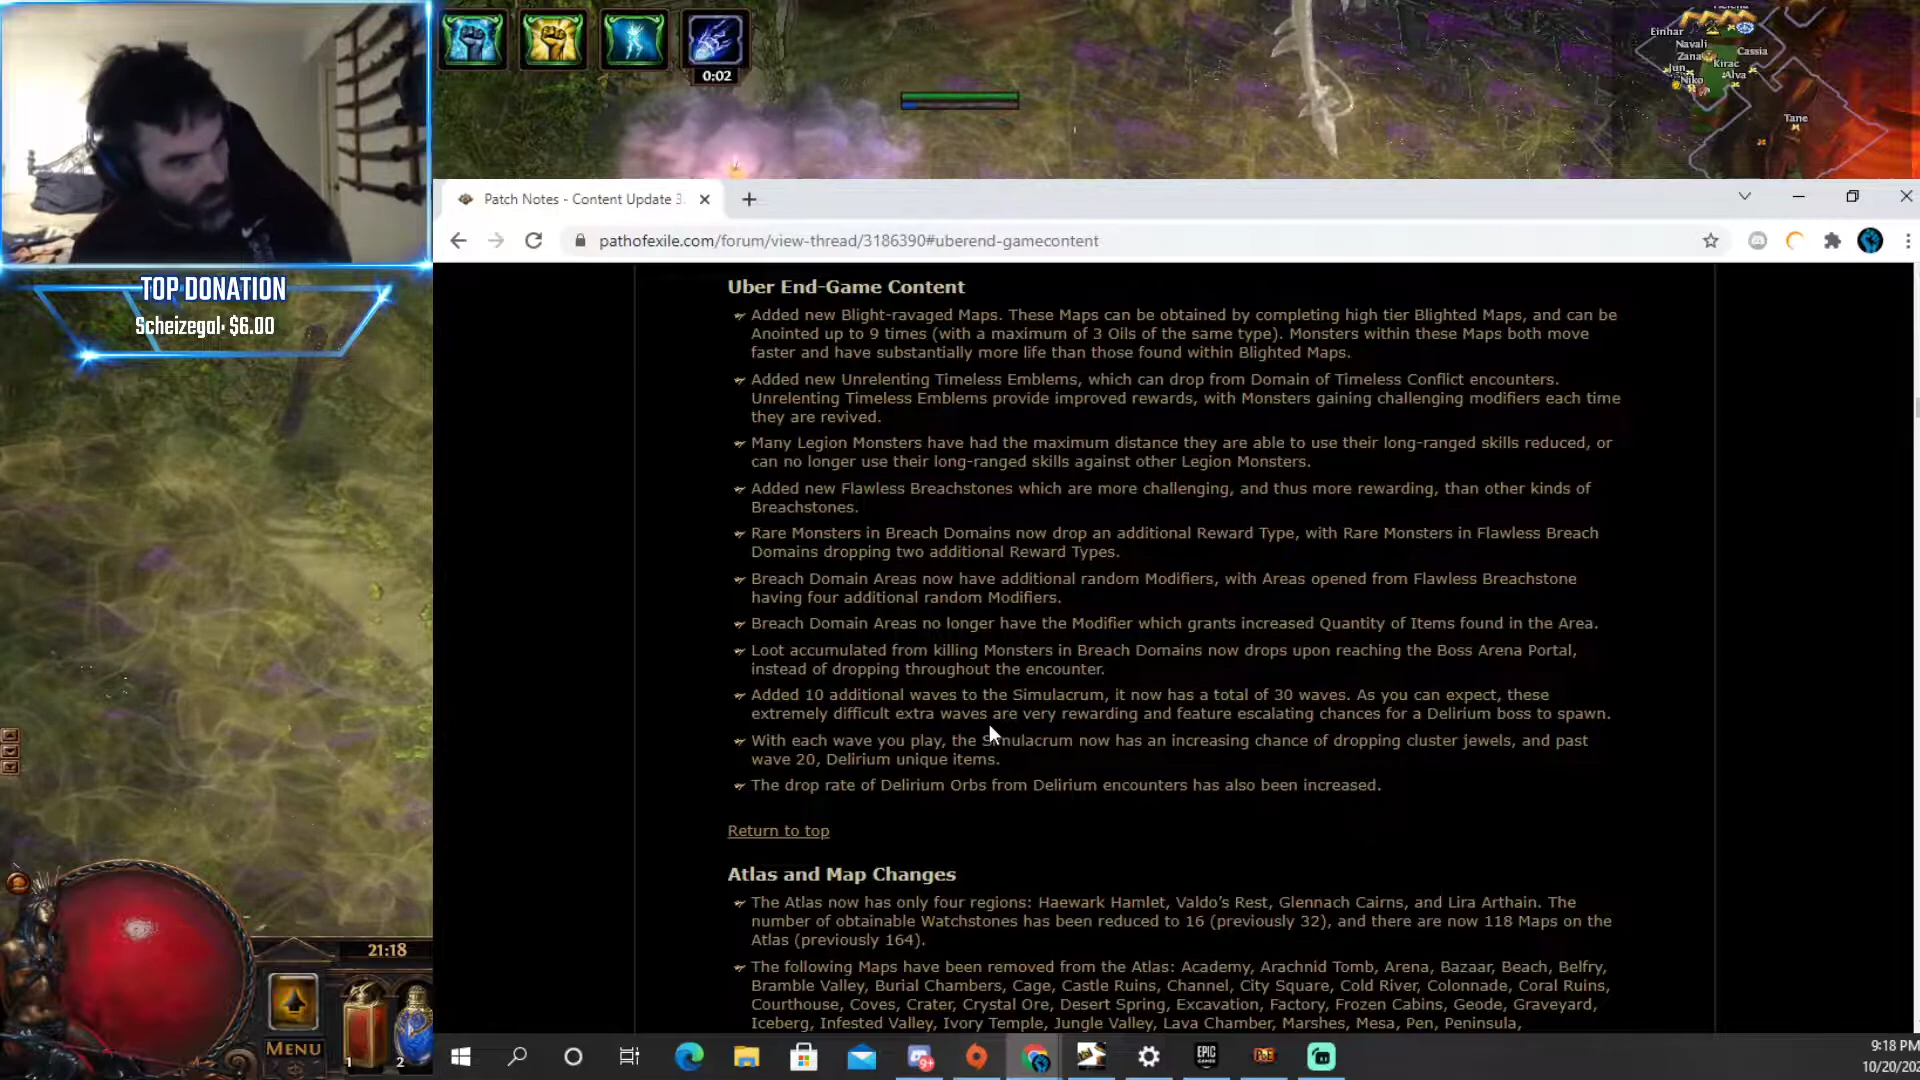 0:02
Einhar
Navali
Cassia
Zana
Kirac
Jun
Alva
Niko
Tane
TOP DONATION
Scheizegal: $6.00
Patch Notes - Content Update 3.
pathofexile.com/forum/view-thread/3186390#uberend-gamecontent
Uber End-Game Content
Added new Blight-ravaged Maps. These Maps can be obtained by completing high tier Blighted Maps, and can be
Anointed up to 9 times (with a maximum of 3 Oils of the same type). Monsters within these Maps both move
faster and have substantially more life than those found within Blighted Maps.
Added new Unrelenting Timeless Emblems, which can drop from Domain of Timeless Conflict encounters.
Unrelenting Timeless Emblems provide improved rewards, with Monsters gaining challenging modifiers each time
they are revived.
Many Legion Monsters have had the maximum distance they are able to use their long-ranged skills reduced, or
can no longer use their long-ranged skills against other Legion Monsters.
Added new Flawless Breachstones which are more challenging, and thus more rewarding, than other kinds of
Breachstones.
Rare Monsters in Breach Domains now drop an additional Reward Type, with Rare Monsters in Flawless Breach
Domains dropping two additional Reward Types.
Breach Domain Areas now have additional random Modifiers, with Areas opened from Flawless Breachstone
having four additional random Modifiers.
Breach Domain Areas no longer have the Modifier which grants increased Quantity of Items found in the Area.
Loot accumulated from killing Monsters in Breach Domains now drops upon reaching the Boss Arena Portal,
instead of dropping throughout the encounter.
Added 10 additional waves to the Simulacrum, it now has a total of 30 waves. As you can expect, these
extremely difficult extra waves are very rewarding and feature escalating chances for a Delirium boss to spawn.
With each wave you play, the Simulacrum now has an increasing chance of dropping cluster jewels, and past
wave 20, Delirium unique items.
The drop rate of Delirium Orbs from Delirium encounters has also been increased.
Return to top
Atlas and Map Changes
The Atlas now has only four regions: Haewark Hamlet, Valdo's Rest, Glennach Cairns, and Lira Arthain. The
number of obtainable Watchstones has been reduced to 16 (previously 32), and there are now 118 Maps on the
Atlas (previously 164).
The following Maps have been removed from the Atlas: Academy, Arachnid Tomb, Arena, Bazaar, Beach, Belfry,
Bramble Valley, Burial Chambers, Cage, Castle Ruins, Channel, City Square, Cold River, Colonnade, Coral Ruins,
Courthouse, Coves, Crater, Crystal Ore, Desert Spring, Excavation, Factory, Frozen Cabins, Geode, Graveyard,
Iceberg, Infested Valley, Ivory Temple, Jungle Valley, Lava Chamber, Marshes, Mesa, Pen, Peninsula,
21:18
MENU
1
2
9+
EPIC
9:18 PM
10/20/202